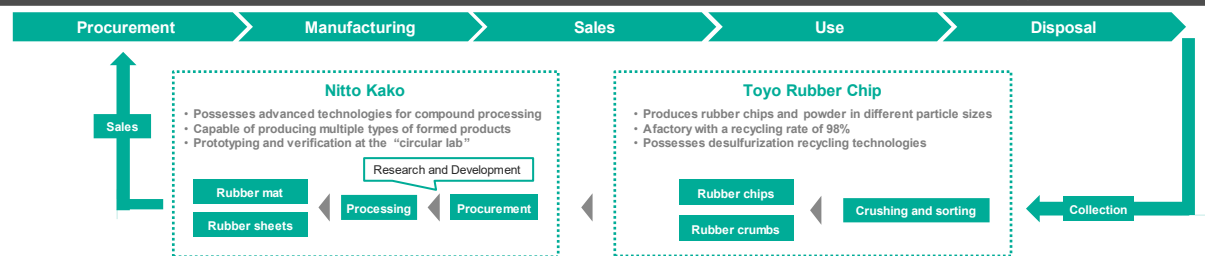 Procurement
Manufacturing
Sales
Use
Disposal
Nitto Kako
• Possesses advanced technologies for compound processing
• Capable of producing multiple types of formed products
• Prototyping and verification at the “circular lab”
Toyo Rubber Chip
• Produces rubber chips and powder in different particle sizes
• A factory with a recycling rate of 98%
• Possesses desulfurization recycling technologies
Sales
Research and Development
Rubber mat
Rubber sheets
Processing
Procurement
Rubber chips
Rubber crumbs
Crushing and sorting
Collection